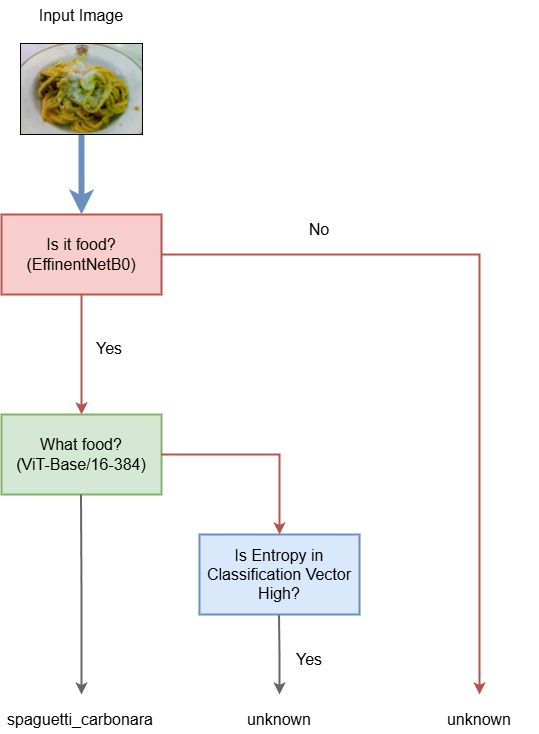 Input Image
Is it food?
(EffinentNetB0)
No
Yes
What food?
(ViT-Base/16-384)
Is Entropy in
Classification Vector
High?
Yes
spaguetti_carbonara
unknown
unknown